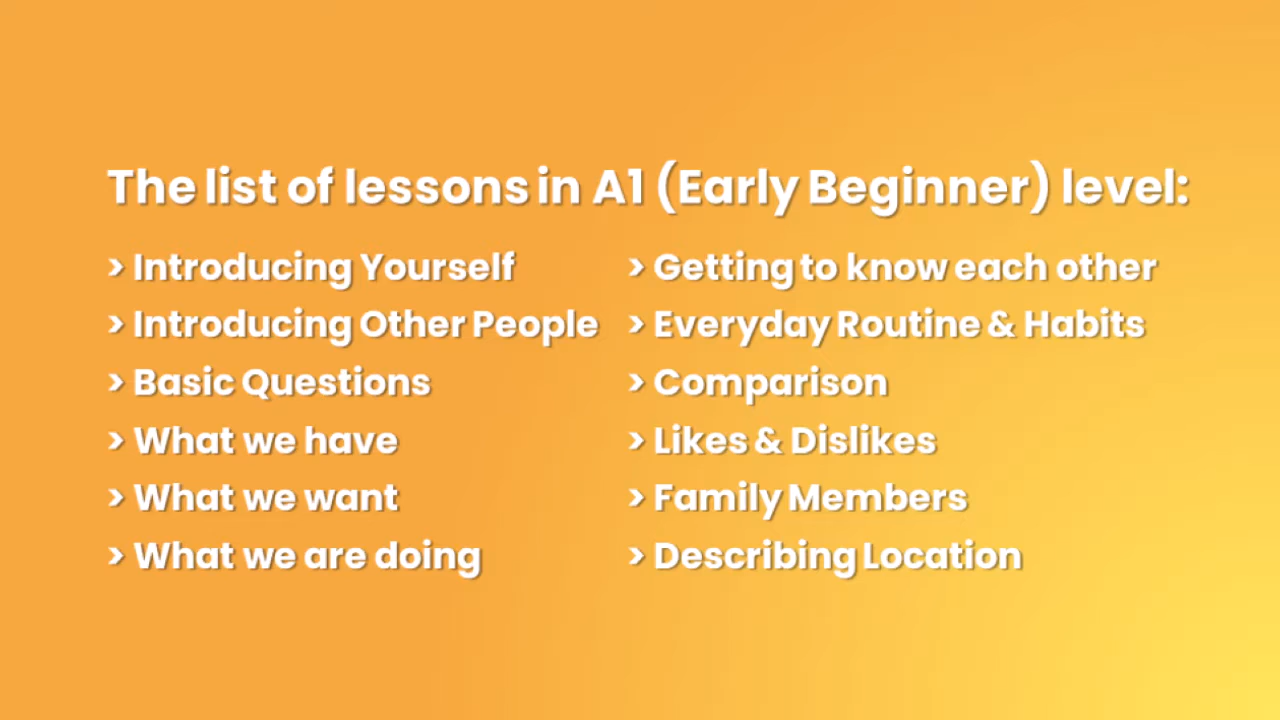 The list of lessons in A1 (Early Beginner) level:
> Introducing Yourself
> Introducing Other People
> Basic Questions
> What we have
> What we want
> What we are doing
> Getting to know each other
> Everyday Routine & Habits
> Comparison
> Likes & Dislikes
> Family Members
> Describing Location